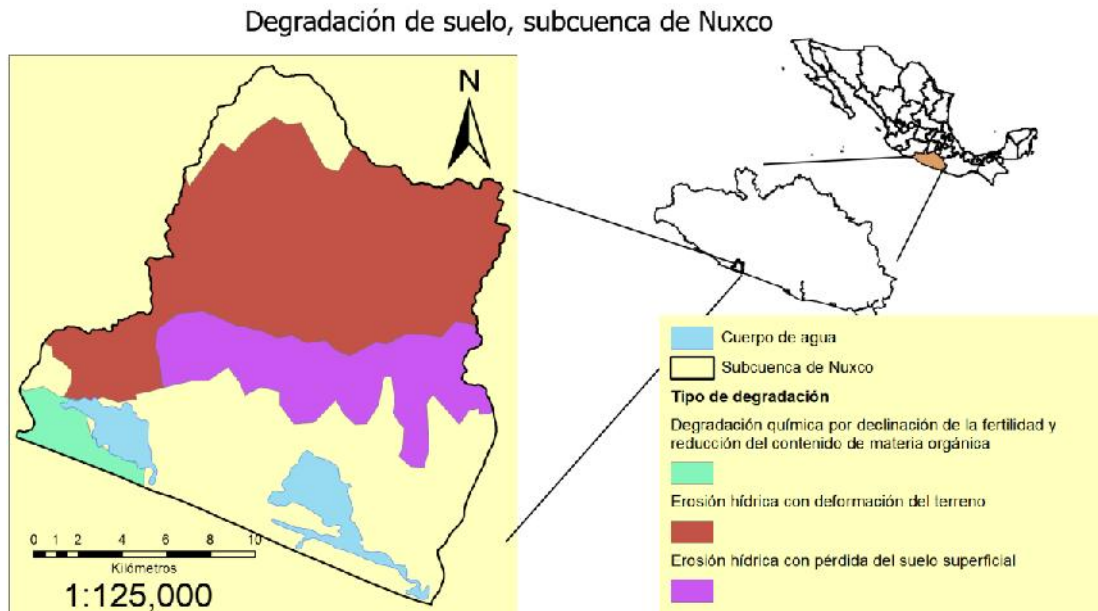 Degradación de suelo, subcuenca de Nuxco
N
0 1 2 4 6 8 10
Kilómetros
1:125,000
Cuerpo de agua
Subcuenca de Nuxco
Tipo de degradación
Degradación química por declinación de la fertilidad y
reducción del contenido de materia orgánica
Erosión hídrica con deformación del terreno
Erosión hídrica con pérdida del suelo superficial